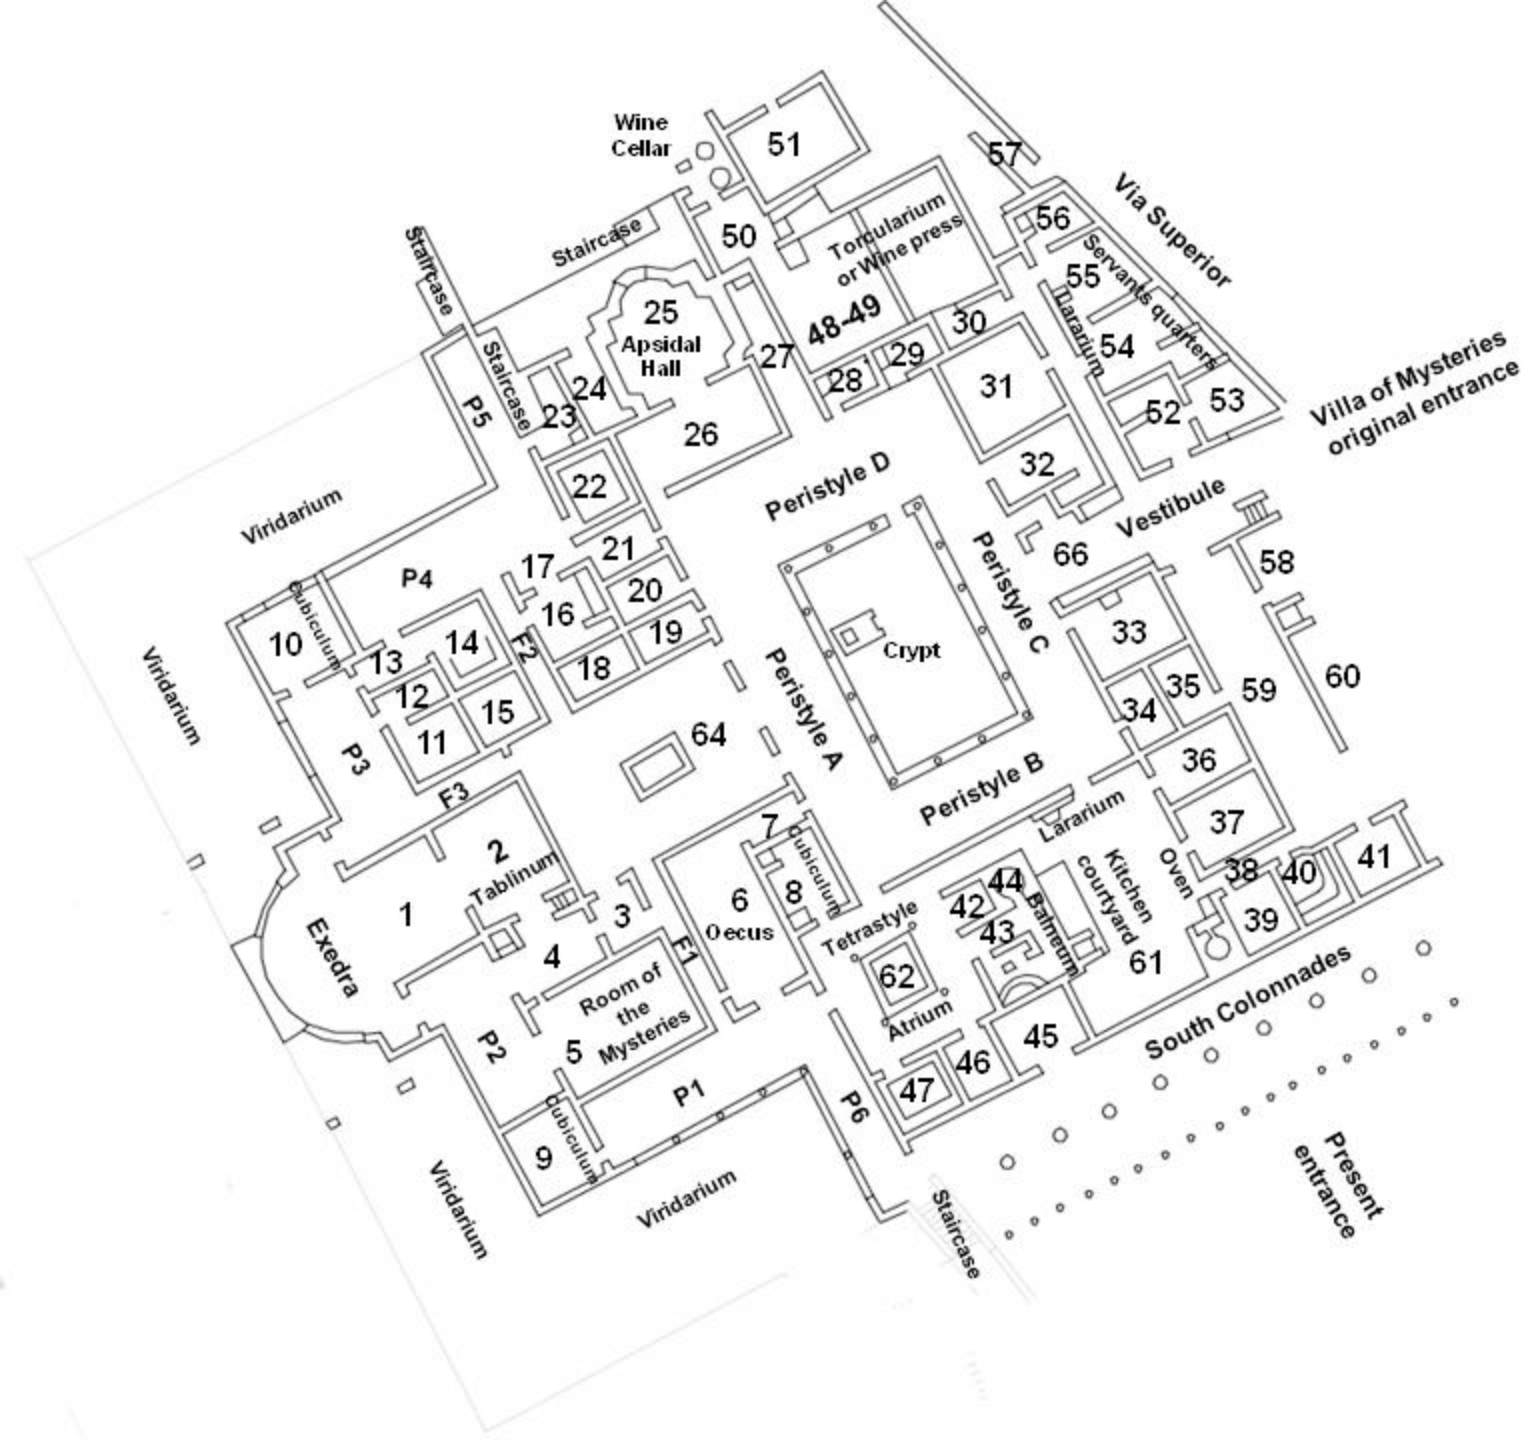 Wine
Cellar
51
57
Via Superior
56
50
Staircase
Staircase
Torcularium
or Wine press
55
Servants quarters
25
Apsidal
Hall
48-49
30
Lararium
54
27
29
28
Staircase
24
23
P5
31
53
52
Villa of Mysteries
original entrance
26
32
22
Peristyle D
Vestibule
Viridarium
21
17
P4
66
58
Peristyle C
20
16
Cubiculum
10
14
F2
19
18
13
12
33
Crypt
Viridarium
35
34
59
60
15
11
64
Peristyle A
P3
36
F3
Peristyle B
Lararium
37
7
Cubiculum
2
Tablinum
Kitchen
courtyard
Oven
38
40
41
44
42
8
6
Oecus
1
3
Tetrastyle
43
Balneum
39
Exedra
4
F1
62
61
Room of
the
Mysteries
Atrium
South Colonnades
P2
5
45
46
47
P1
P6
9
Cubiculum
Viridarium
Viridarium
Staircase
Present
entrance